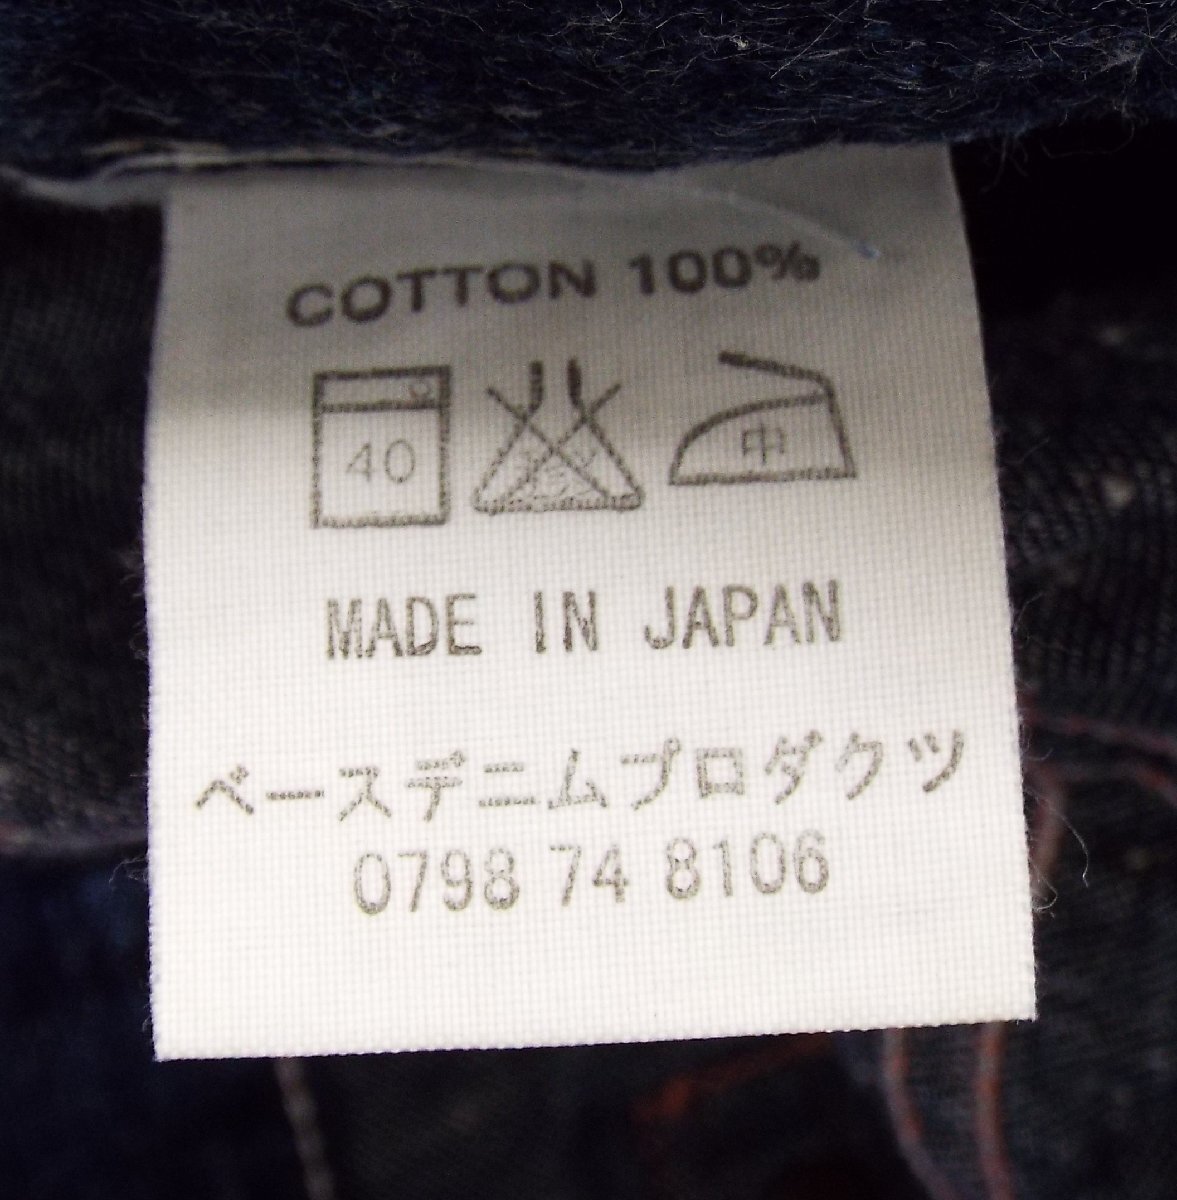 COTTON 100%
40
中
MADE IN JAPAN
ベースデニムプロダクツ
0798 74 8106